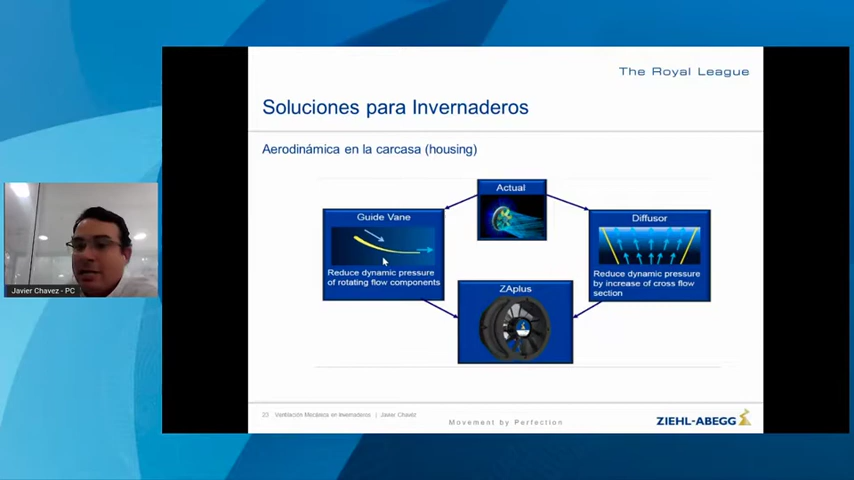 The Royal League
Soluciones para Invernaderos
Aerodinámica en la carcasa (housing)
Actual
Guide Vane
Reduce dynamic pressure
of rotating flow components
Diffusor
Reduce dynamic pressure
by increase of cross flow
section
ZAplus
Javier Chavez - PC
23 Ventilación Mecánica en Invernaderos | Javier Chávez
Movement by Perfection
ZIEHL-ABEGG